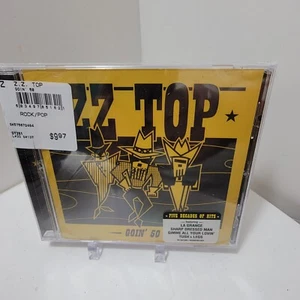 Z Z.Z. TOP
GOIN' 50
ROCK/POP
$9.97
ZZ TOP
GOIN' 50
FIVE DECADES OF HITS
LA GRANGE
SHARP DRESSED MAN
GIMME ALL YOUR LOVIN'
TUSH & LEGS